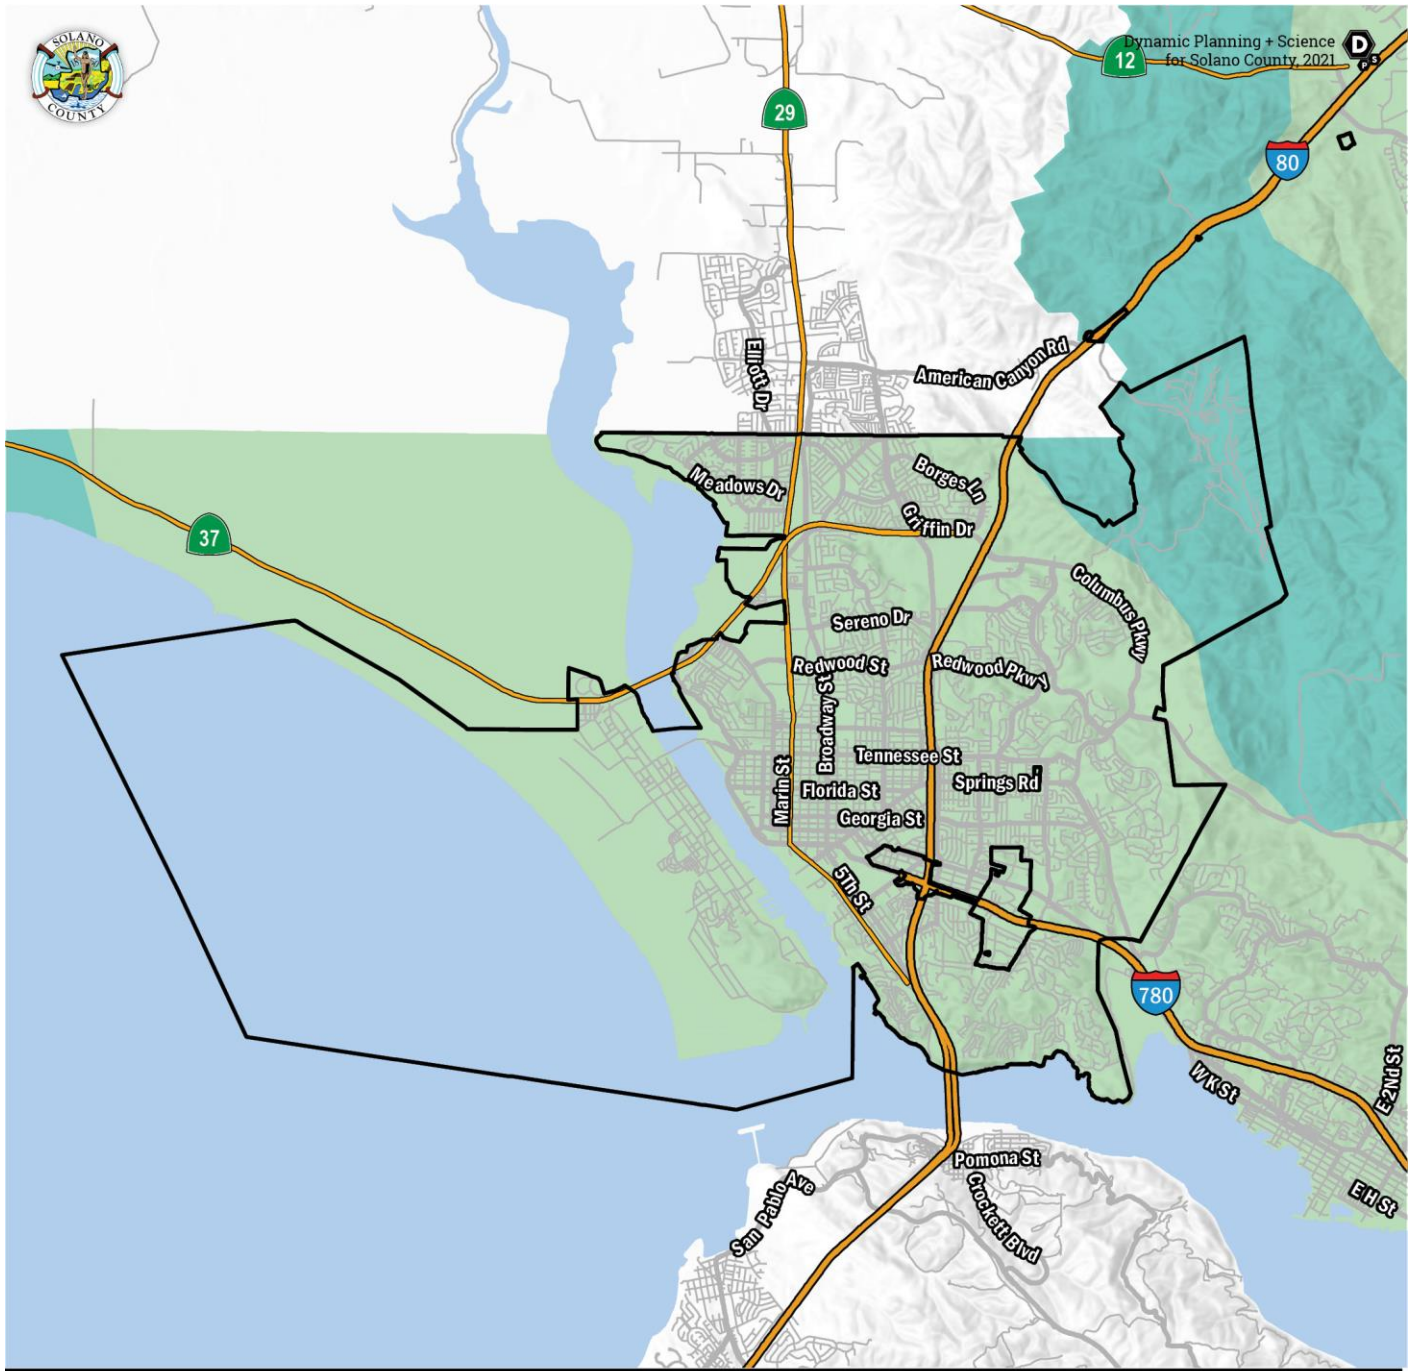 SOLANO
COUNTY
Dynamic Planning + Science
for Solano County, 2021
D
P
S
12
29
80
Elliott Dr
American Canyon Rd
Meadows Dr
Borges Ln
Griffin Dr
37
Columbus Pkwy
Sereno Dr
Redwood St
Redwood Pkwy
Broadway St
Tennessee St
Marin St
Florida St
Springs Rd
Georgia St
5Th St
780
W K St
E 2Nd St
Pomona St
San Pablo Ave
Crockett Blvd
E H St